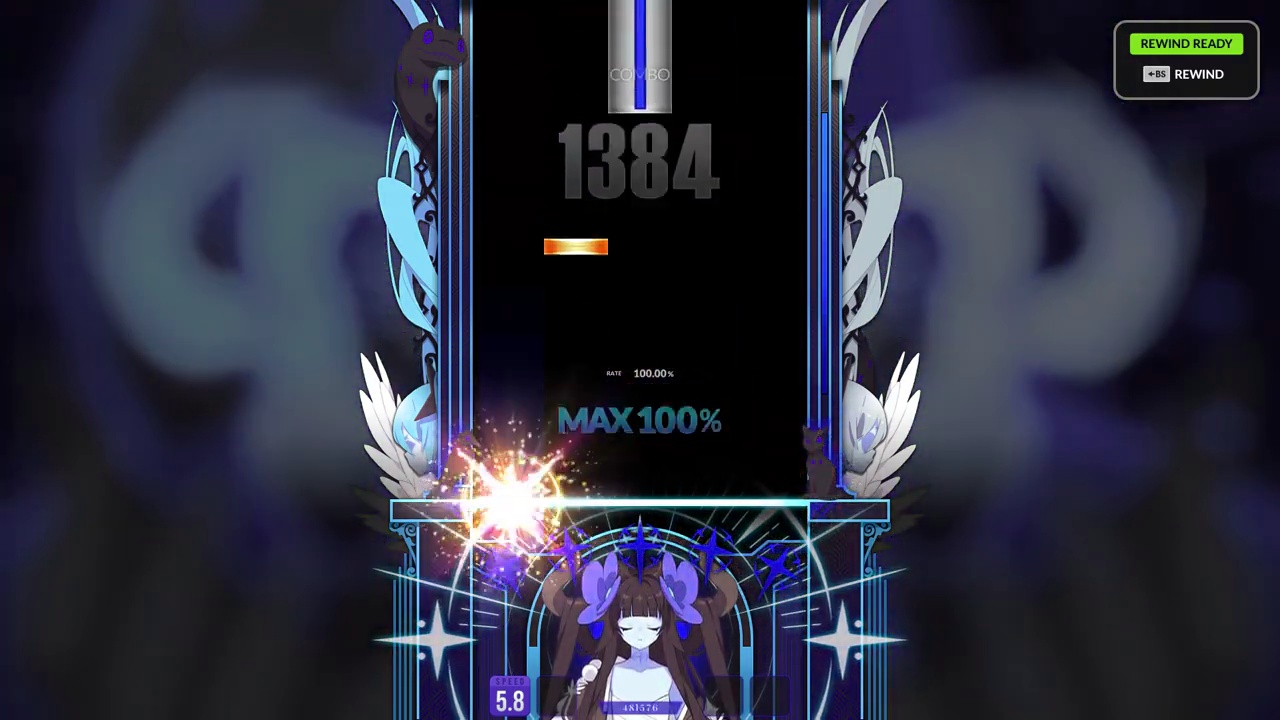 REWIND READY
←BS REWIND
COMBO
1384
RATE 100.00%
MAX 100%
SPEED
5.8
481576